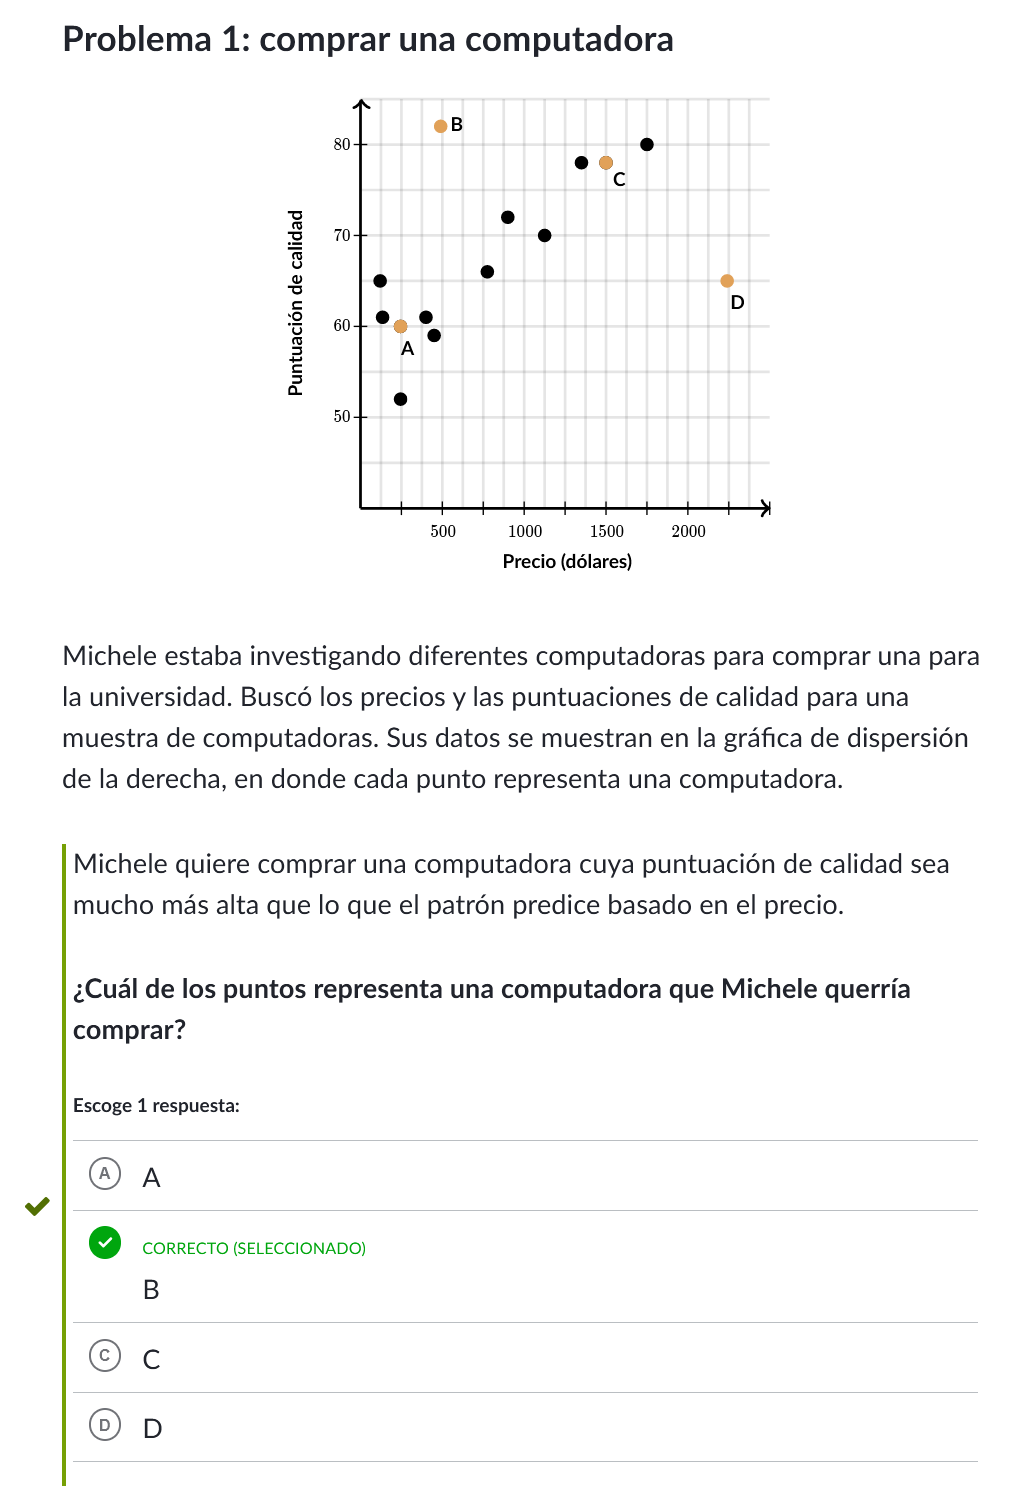 Problema 1: comprar una computadora
B
80
C
70
Puntuación de calidad
D
60
A
50
500 1000 1500 2000
Precio (dólares)
Michele estaba investigando diferentes computadoras para comprar una para
la universidad. Buscó los precios y las puntuaciones de calidad para una
muestra de computadoras. Sus datos se muestran en la gráfica de dispersión
de la derecha, en donde cada punto representa una computadora.
Michele quiere comprar una computadora cuya puntuación de calidad sea
mucho más alta que lo que el patrón predice basado en el precio.
¿Cuál de los puntos representa una computadora que Michele querría
comprar?
Escoge 1 respuesta:
A A
CORRECTO (SELECCIONADO)
B
C C
D D